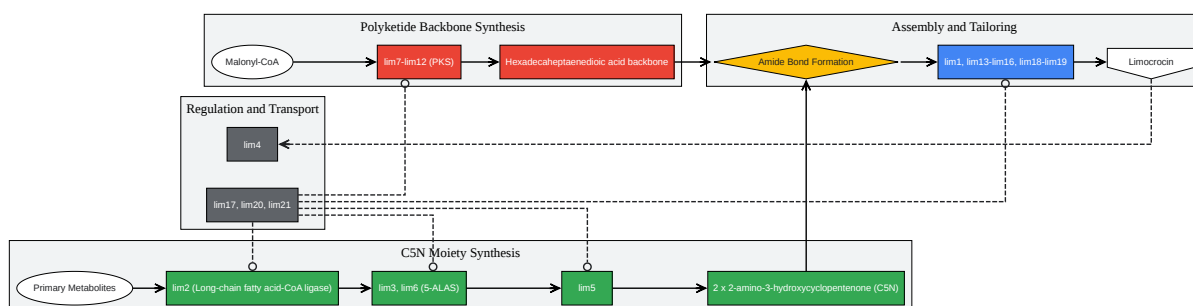 Polyketide Backbone Synthesis
Malonyl-CoA
lim7-lim12 (PKS)
Hexadecaheptaenedioic acid backbone
Assembly and Tailoring
Amide Bond Formation
lim1, lim13-lim16, lim18-lim19
Limocrocin
Regulation and Transport
lim4
lim17, lim20, lim21
C5N Moiety Synthesis
Primary Metabolites
lim2 (Long-chain fatty acid-CoA ligase)
lim3, lim6 (5-ALAS)
lim5
2 x 2-amino-3-hydroxycyclopentenone (C5N)